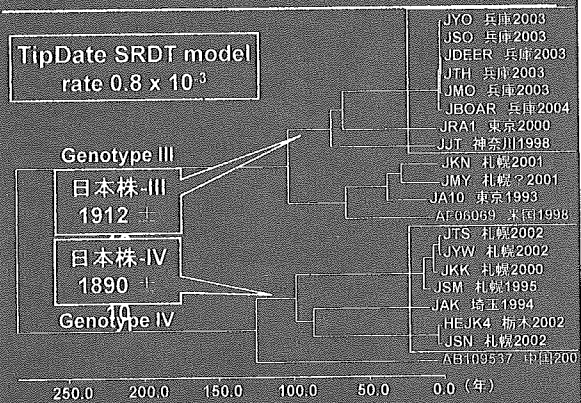 TipDate SRDT model
rate 0.8 x 10-3
JYO 兵庫2003
JSO 兵庫2003
JDEER 兵庫2003
JTH 兵庫2003
JMO 兵庫2003
JBOAR 兵庫2004
JRA1 東京2000
JJT 神奈川1998
Genotype III
日本株-III
1912 ±
JKN 札幌2001
JMY 札幌?2001
JA10 東京1993
AF06069 米国1998
日本株-IV
1890 ±
10
Genotype IV
JTS 札幌2002
JYW 札幌2002
JKK 札幌2000
JSM 札幌1995
JAK 埼玉1994
HEJK4 栃木2002
JSN 札幌2002
AB109537 中国200
250.0 200.0 150.0 100.0 50.0 0.0 (年)